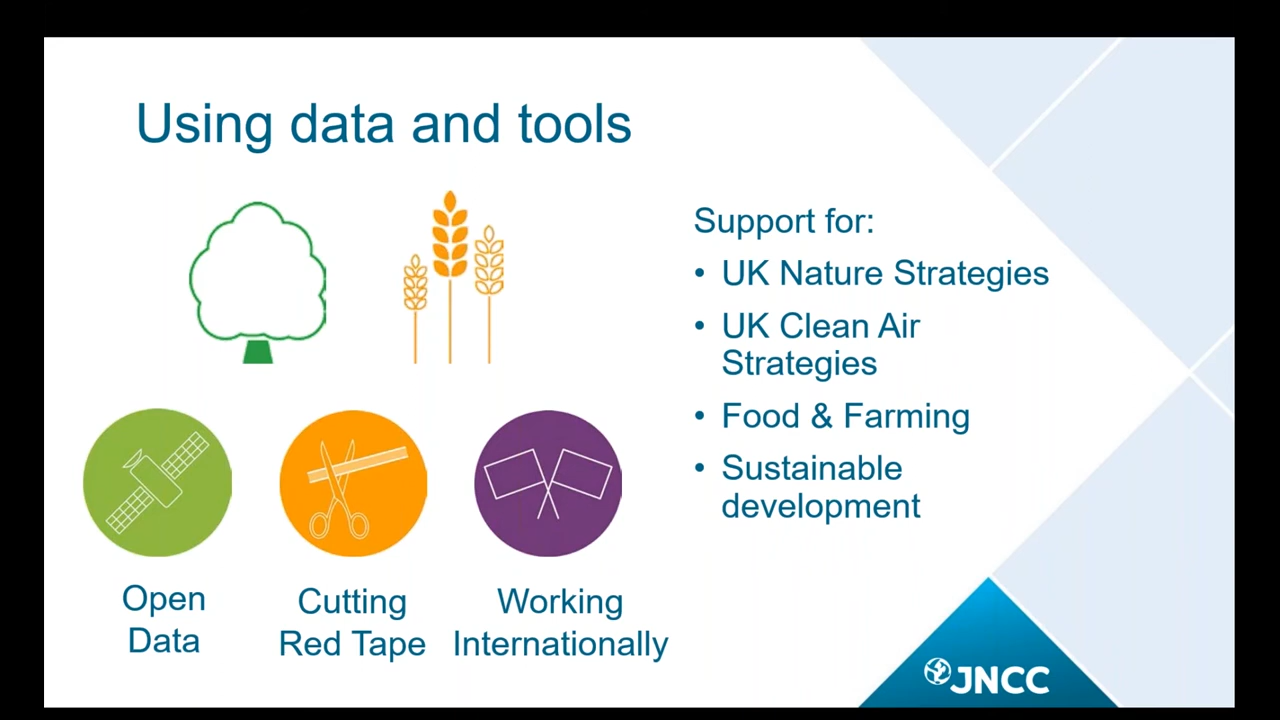 Using data and tools
Support for:
• UK Nature Strategies
• UK Clean Air
Strategies
• Food & Farming
• Sustainable
development
Open
Data
Cutting
Red Tape
Working
Internationally
JNCC